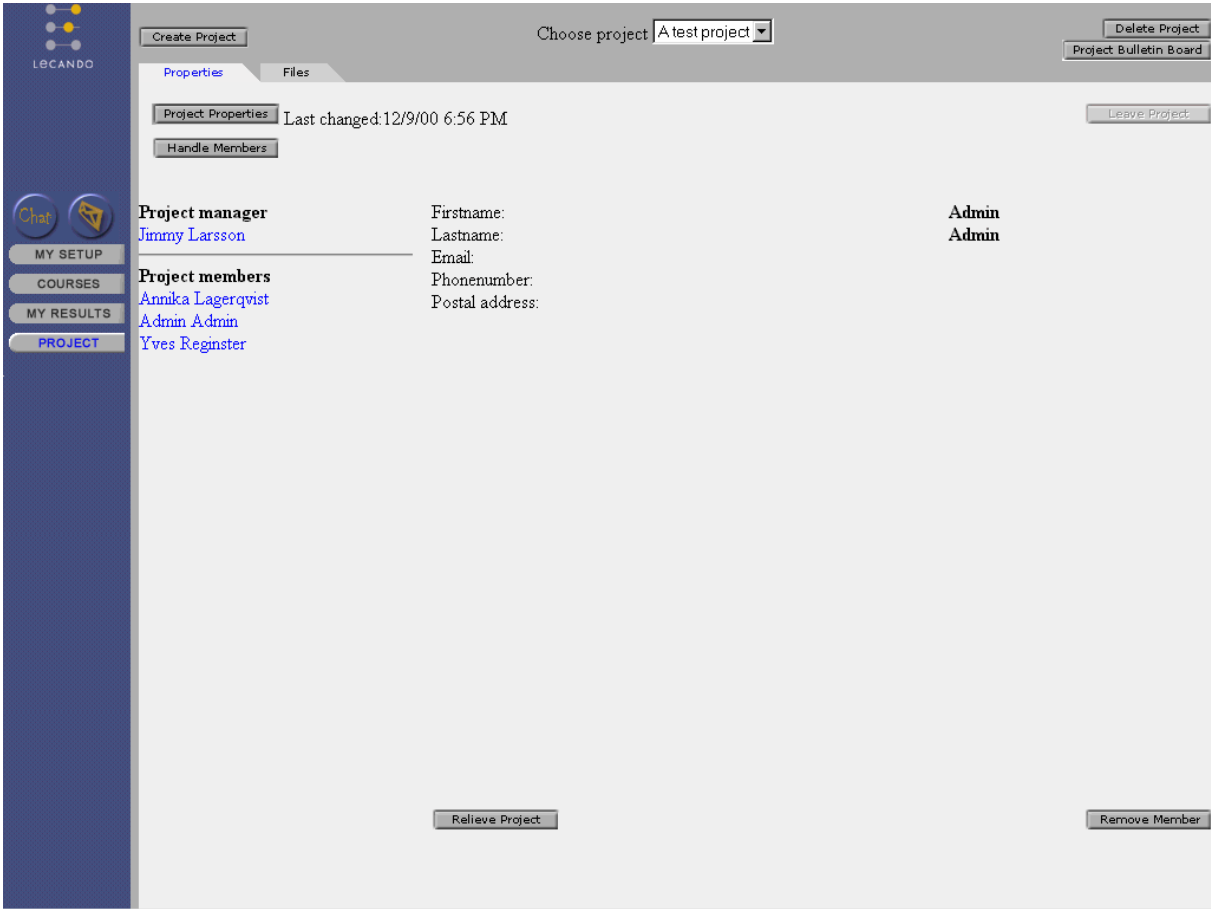 LeCANDO
Create Project
Choose project A test project
Delete Project
Project Bulletin Board
Properties Files
Project Properties Last changed:12/9/00 6:56 PM
Leave Project
Handle Members
Chat
MY SETUP
COURSES
MY RESULTS
PROJECT
Project manager
Jimmy Larsson
Project members
Annika Lagerqvist
Admin Admin
Yves Reginster
Firstname: Admin
Lastname: Admin
Email:
Phonenumber:
Postal address:
Relieve Project
Remove Member